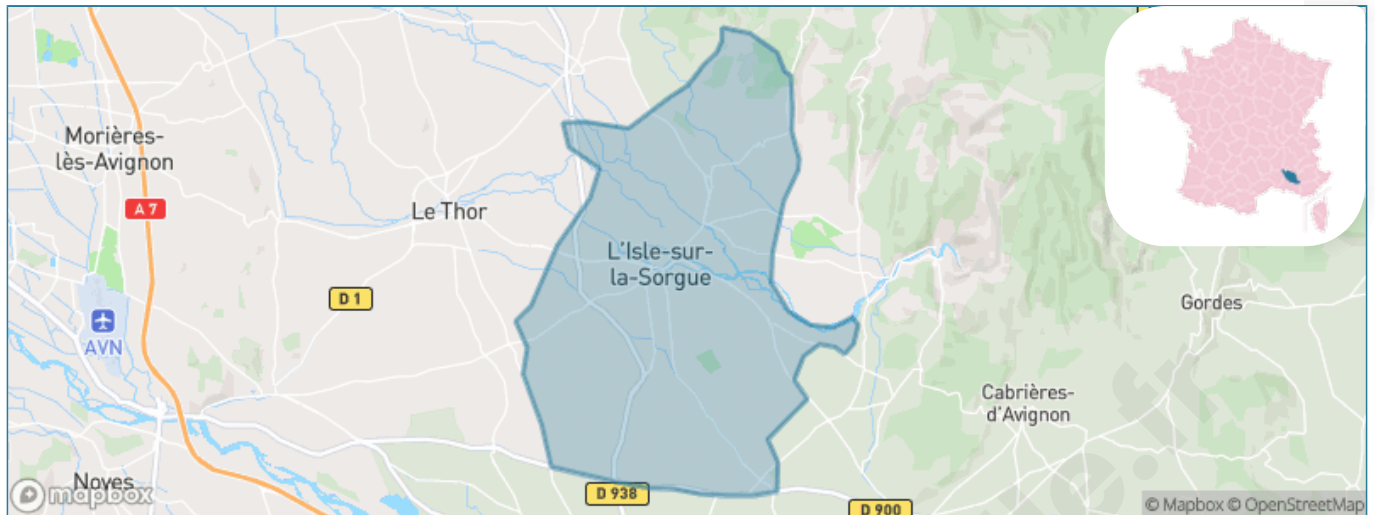 Morières-
lès-Avignon
A 7
Le Thor
L'Isle-sur-
la-Sorgue
D 1
AVN
Gordes
Cabrières-
d'Avignon
Noves
mapbox
D 938
D 900
© Mapbox © OpenStreetMap